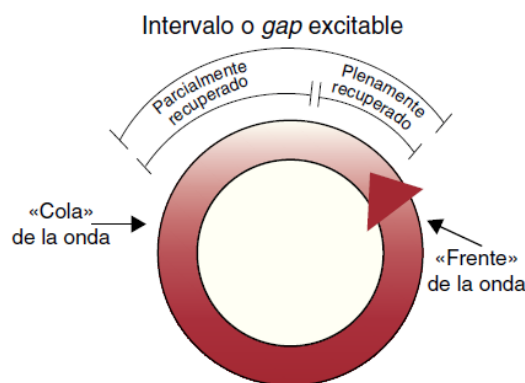 Intervalo o gap excitable
Parcialmente
recuperado
Plenamente
recuperado
«Cola»
de la onda
«Frente»
de la onda